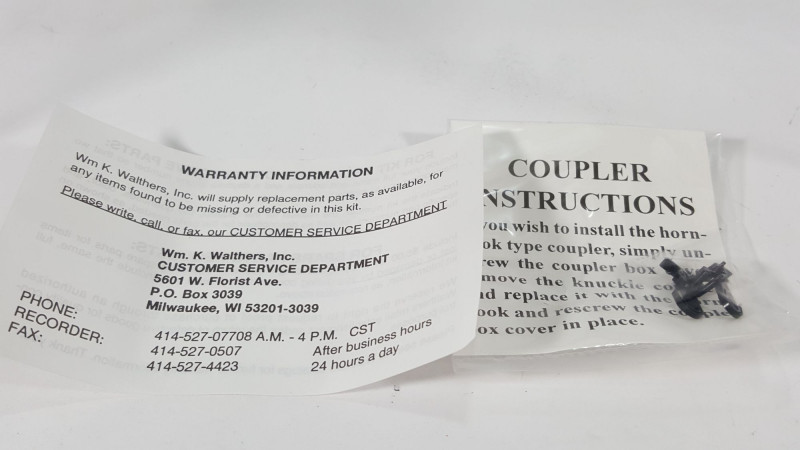 WARRANTY INFORMATION
Wm K. Walthers, Inc. will supply replacement parts, as available, for
any items found to be missing or defective in this kit.
Please write, call, or fax, our CUSTOMER SERVICE DEPARTMENT
Wm. K. Walthers, Inc.
CUSTOMER SERVICE DEPARTMENT
5601 W. Florist Ave.
P.O. Box 3039
Milwaukee, WI 53201-3039
PHONE: 414-527-07708 A.M. - 4 P.M. CST
RECORDER: 414-527-0507 After business hours
FAX: 414-527-4423 24 hours a day
COUPLER
NSTRUCTIONS
you wish to install the horn-
ok type coupler, simply un-
rew the coupler box
move the knuckle co
nd replace it with the horn
ook and rescrew the couple
ox cover in place.